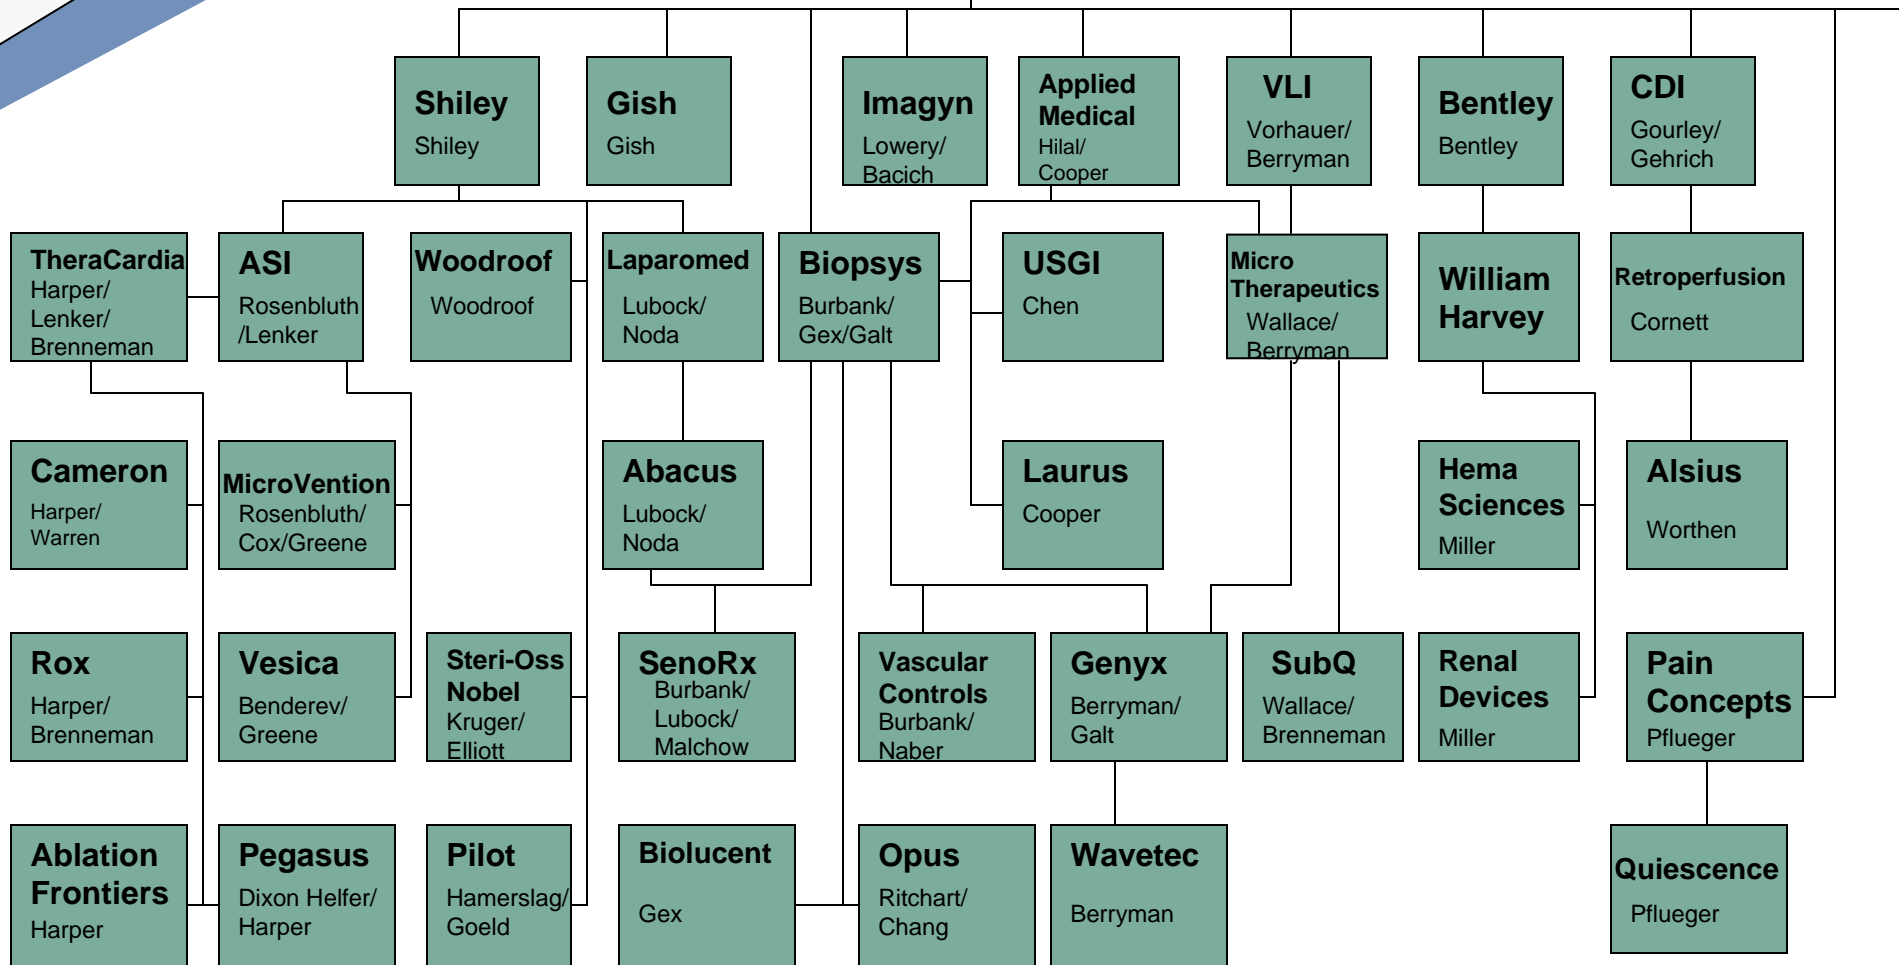 Shiley
Shiley
Gish
Gish
Imagyn
Lowery/
Bacich
Applied
Medical
Hilal/
Cooper
VLI
Vorhauer/
Berryman
Bentley
Bentley
CDI
Gourley/
Gehrich
TheraCardia
Harper/
Lenker/
Brenneman
ASI
Rosenbluth
/Lenker
Woodroof
Woodroof
Laparomed
Lubock/
Noda
Biopsys
Burbank/
Gex/Galt
USGI
Chen
Micro
Therapeutics
Wallace/
Berryman
William
Harvey
Retroperfusion
Cornett
Cameron
Harper/
Warren
MicroVention
Rosenbluth/
Cox/Greene
Abacus
Lubock/
Noda
Laurus
Cooper
Hema
Sciences
Miller
Alsius
Worthen
Rox
Harper/
Brenneman
Vesica
Benderev/
Greene
Steri-Oss
Nobel
Kruger/
Elliott
SenoRx
Burbank/
Lubock/
Malchow
Vascular
Controls
Burbank/
Naber
Genyx
Berryman/
Galt
SubQ
Wallace/
Brenneman
Renal
Devices
Miller
Pain
Concepts
Pflueger
Ablation
Frontiers
Harper
Pegasus
Dixon Helfer/
Harper
Pilot
Hamerslag/
Goeld
Biolucent
Gex
Opus
Ritchart/
Chang
Wavetec
Berryman
Quiescence
Pflueger